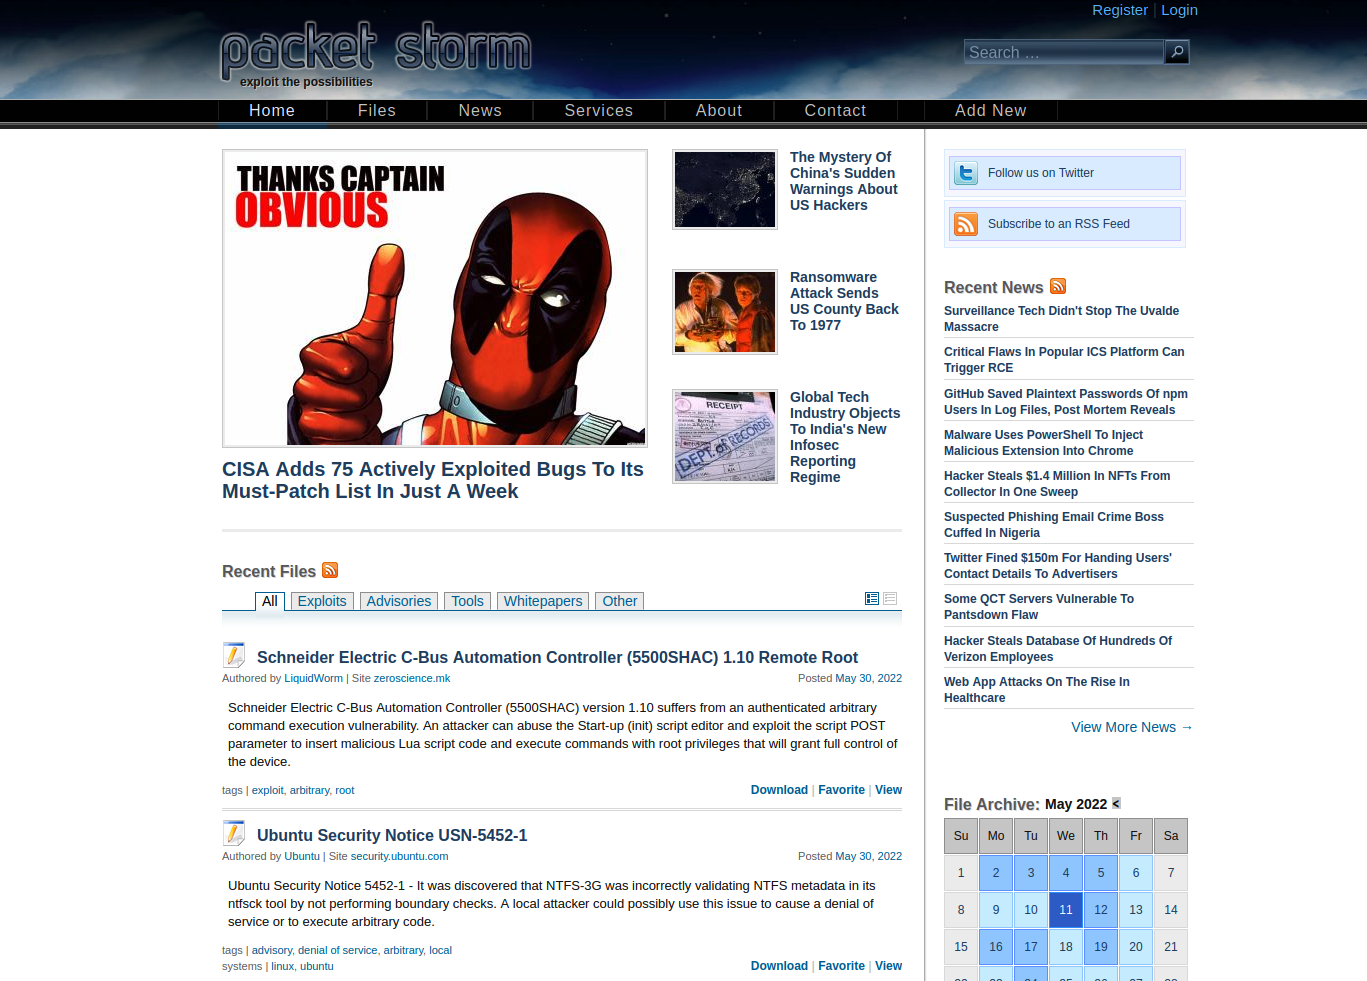 Register | Login
packet storm
exploit the possibilities
Search …
Home
Files
News
Services
About
Contact
Add New
THANKS CAPTAIN
OBVIOUS
CISA Adds 75 Actively Exploited Bugs To Its
Must-Patch List In Just A Week
The Mystery Of
China's Sudden
Warnings About
US Hackers
Ransomware
Attack Sends
US County Back
To 1977
RECEIPT
DEPT OF RECORDS
Global Tech
Industry Objects
To India's New
Infosec
Reporting
Regime
Recent Files
All
Exploits
Advisories
Tools
Whitepapers
Other
Schneider Electric C-Bus Automation Controller (5500SHAC) 1.10 Remote Root
Authored by LiquidWorm | Site zeroscience.mk
Posted May 30, 2022
Schneider Electric C-Bus Automation Controller (5500SHAC) version 1.10 suffers from an authenticated arbitrary
command execution vulnerability. An attacker can abuse the Start-up (init) script editor and exploit the script POST
parameter to insert malicious Lua script code and execute commands with root privileges that will grant full control of
the device.
tags | exploit, arbitrary, root
Download | Favorite | View
Ubuntu Security Notice USN-5452-1
Authored by Ubuntu | Site security.ubuntu.com
Posted May 30, 2022
Ubuntu Security Notice 5452-1 - It was discovered that NTFS-3G was incorrectly validating NTFS metadata in its
ntfsck tool by not performing boundary checks. A local attacker could possibly use this issue to cause a denial of
service or to execute arbitrary code.
tags | advisory, denial of service, arbitrary, local
systems | linux, ubuntu
Download | Favorite | View
Follow us on Twitter
Subscribe to an RSS Feed
Recent News
Surveillance Tech Didn't Stop The Uvalde
Massacre
Critical Flaws In Popular ICS Platform Can
Trigger RCE
GitHub Saved Plaintext Passwords Of npm
Users In Log Files, Post Mortem Reveals
Malware Uses PowerShell To Inject
Malicious Extension Into Chrome
Hacker Steals $1.4 Million In NFTs From
Collector In One Sweep
Suspected Phishing Email Crime Boss
Cuffed In Nigeria
Twitter Fined $150m For Handing Users'
Contact Details To Advertisers
Some QCT Servers Vulnerable To
Pantsdown Flaw
Hacker Steals Database Of Hundreds Of
Verizon Employees
Web App Attacks On The Rise In
Healthcare
View More News →
File Archive: May 2022 <
Su Mo Tu We Th Fr Sa
1 2 3 4 5 6 7
8 9 10 11 12 13 14
15 16 17 18 19 20 21